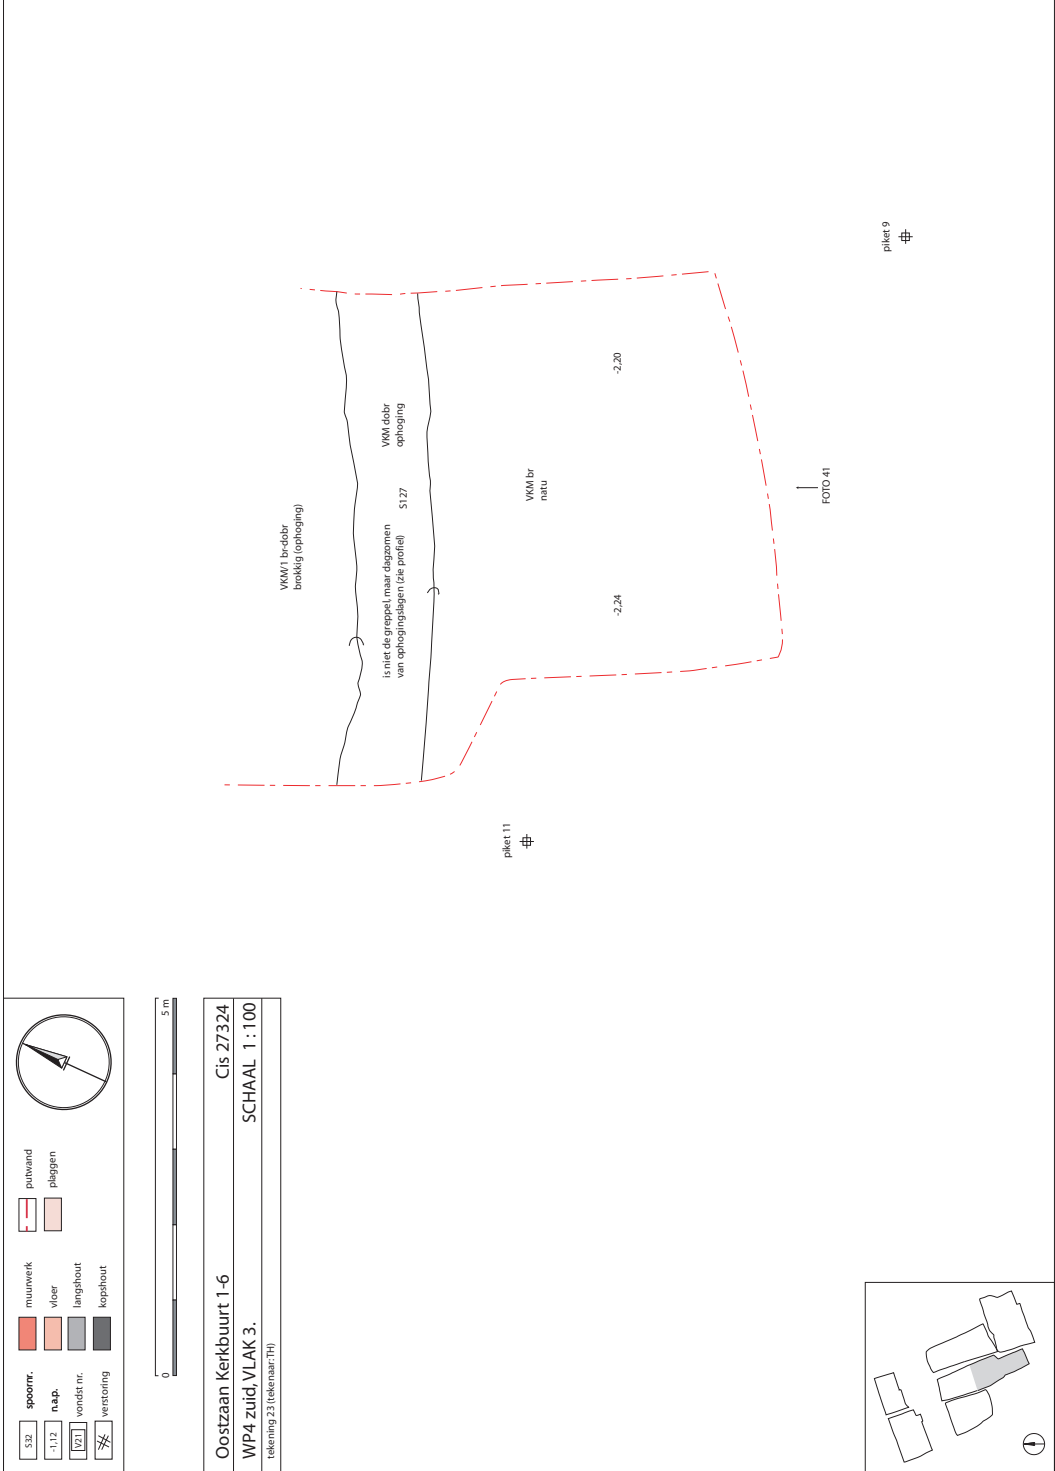 piket 9
-2,20
VKM dobr
ophoging
S127
VKM br
natu
FOTO 41
VKM/1 br-dobr
brokkig (ophoging)
is niet de greppel, maar dagzomen
van ophogingslagen (zie profiel)
-2,24
piket 11
S32
spoornr.
-1,12
n.a.p.
V21
vondst nr.
verstoring
muurwerk
vloer
langshout
kopshout
putwand
plaggen
0
5 m
Oostzaan Kerkbuurt 1-6 Cis 27324
WP4 zuid, VLAK 3. SCHAAL 1:100
tekening 23 (tekenaar:TH)